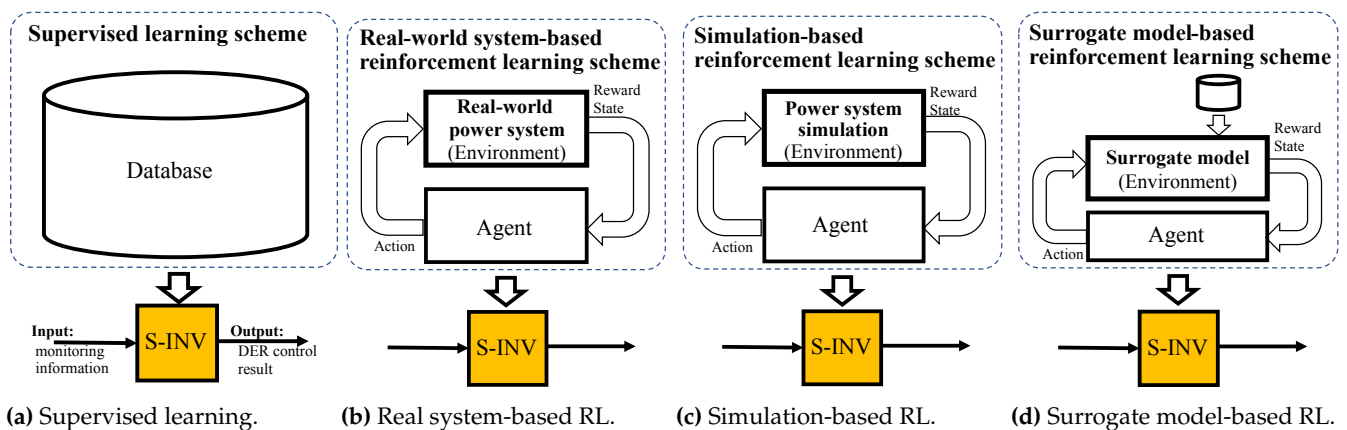 Supervised learning scheme
Database
S-INV
Input:
monitoring
information
Output:
DER control
result
(a) Supervised learning.
Real-world system-based
reinforcement learning scheme
Reward
State
Real-world
power system
(Environment)
Agent
Action
S-INV
(b) Real system-based RL.
Simulation-based
reinforcement learning scheme
Reward
State
Power system
simulation
(Environment)
Agent
Action
S-INV
(c) Simulation-based RL.
Surrogate model-based
reinforcement learning scheme
Reward
State
Surrogate model
(Environment)
Agent
Action
S-INV
(d) Surrogate model-based RL.